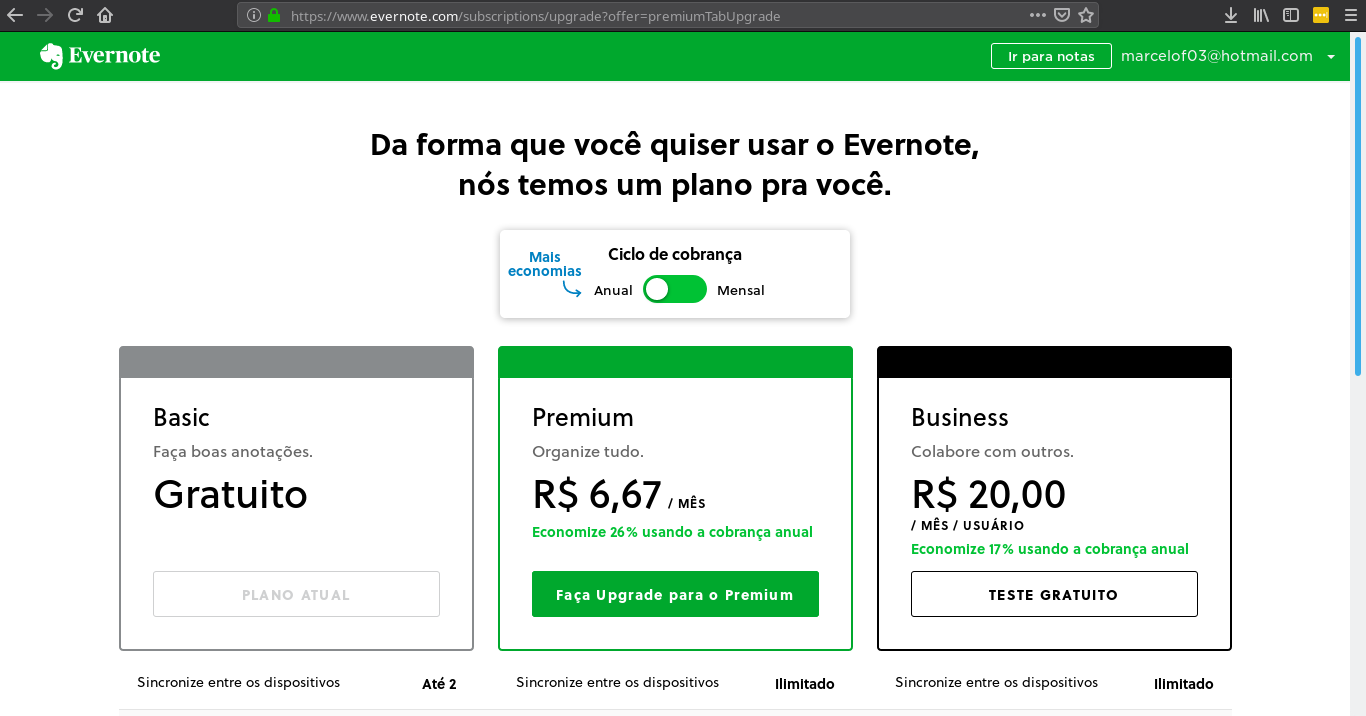 https://www.evernote.com/subscriptions/upgrade?offer=premiumTabUpgrade
Evernote
Ir para notas
marcelof03@hotmail.com
Da forma que você quiser usar o Evernote,
nós temos um plano pra você.
Mais
economias
Ciclo de cobrança
Anual
Mensal
Basic
Faça boas anotações.
Gratuito
PLANO ATUAL
Premium
Organize tudo.
R$ 6,67 / MÊS
Economize 26% usando a cobrança anual
Faça Upgrade para o Premium
Business
Colabore com outros.
R$ 20,00
/ MÊS / USUÁRIO
Economize 17% usando a cobrança anual
TESTE GRATUITO
Sincronize entre os dispositivos Até 2
Sincronize entre os dispositivos Ilimitado
Sincronize entre os dispositivos Ilimitado